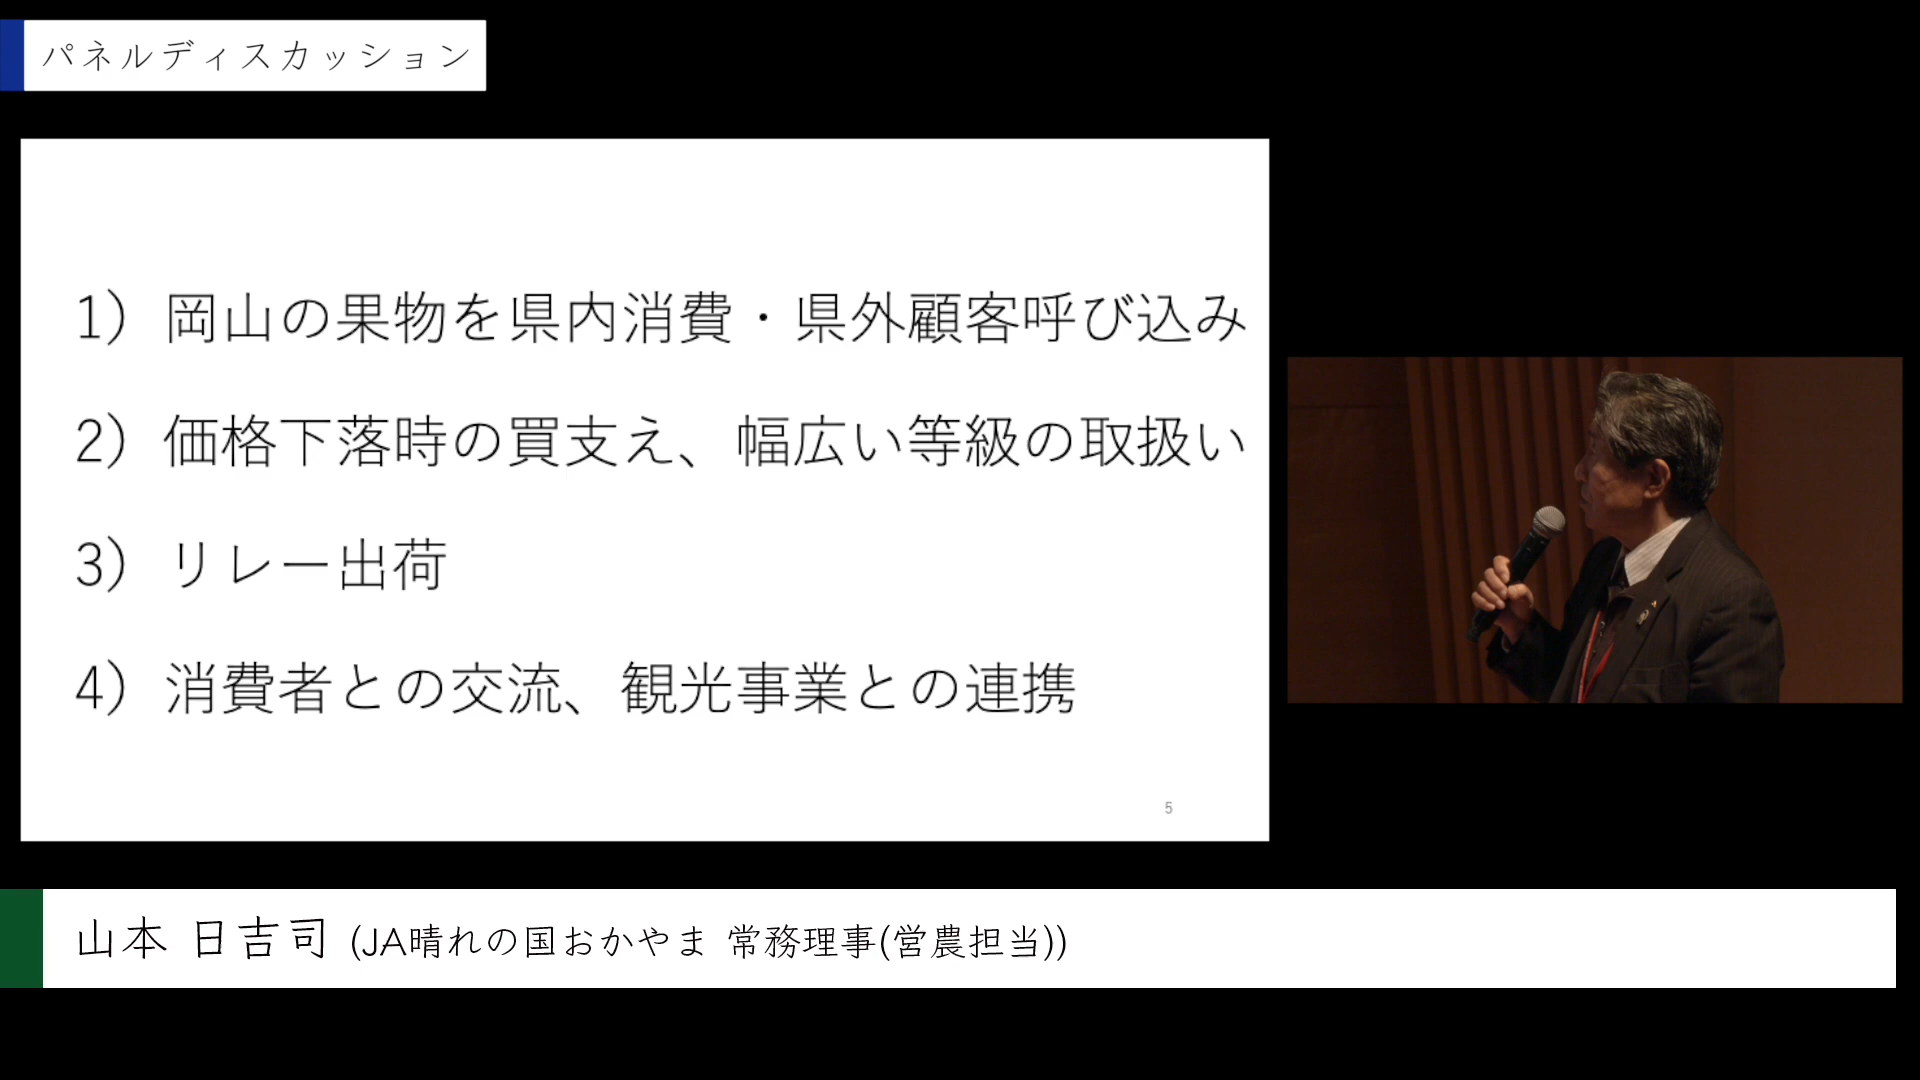 パネルディスカッション
1）岡山の果物を県内消費・県外顧客呼び込み
2）価格下落時の買支え、幅広い等級の取扱い
3）リレー出荷
4）消費者との交流、観光事業との連携
5
山本 日吉司 (JA晴れの国おかやま 常務理事(営農担当))